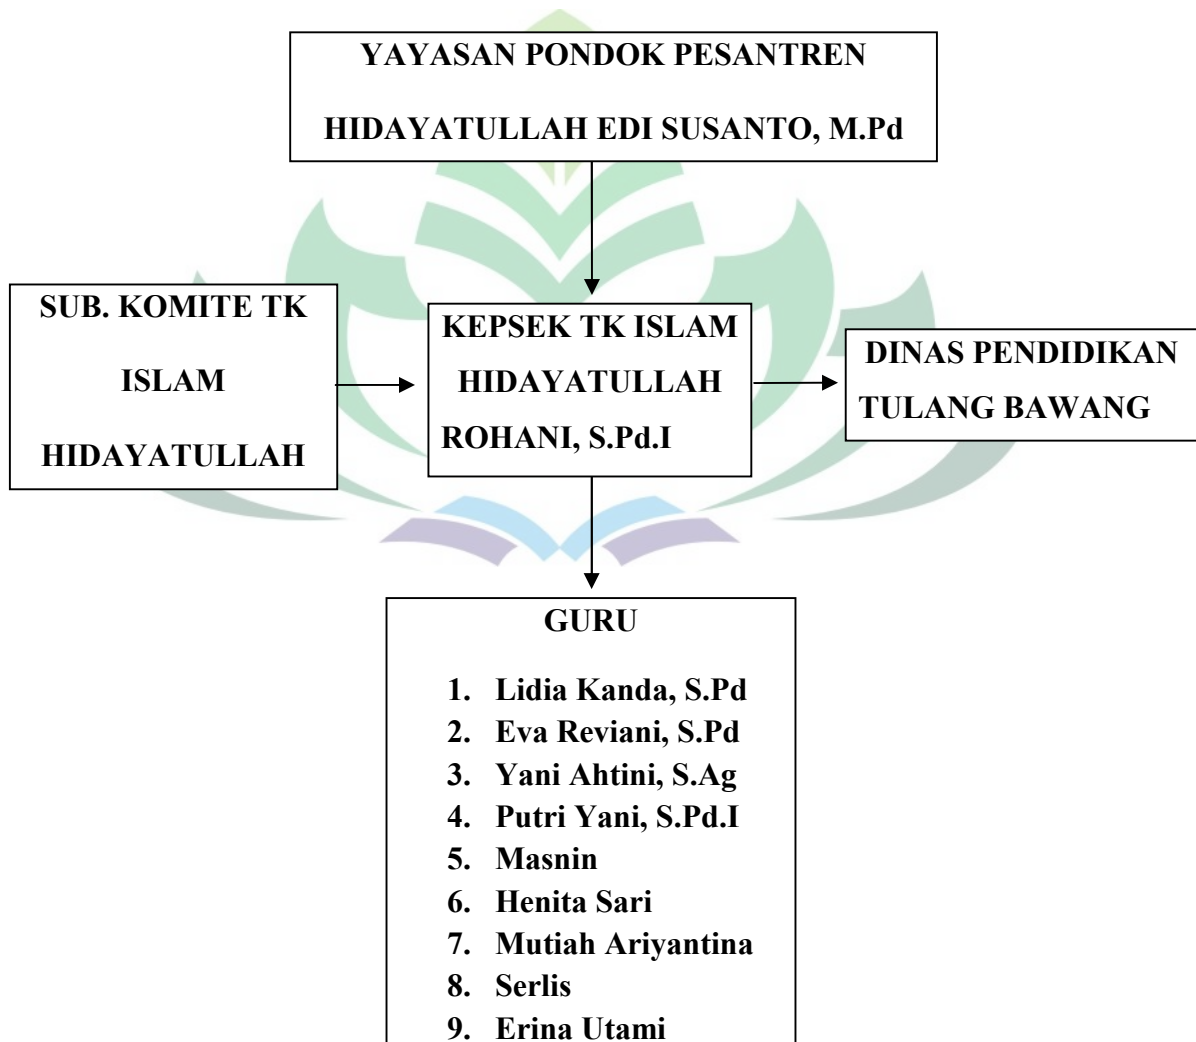 YAYASAN PONDOK PESANTREN
HIDAYATULLAH EDI SUSANTO, M.Pd
SUB. KOMITE TK
ISLAM
HIDAYATULLAH
KEPSEK TK ISLAM
HIDAYATULLAH
ROHANI, S.Pd.I
DINAS PENDIDIKAN
TULANG BAWANG
GURU
1. Lidia Kanda, S.Pd
2. Eva Reviani, S.Pd
3. Yani Ahtini, S.Ag
4. Putri Yani, S.Pd.I
5. Masnin
6. Henita Sari
7. Mutiah Ariyantina
8. Serlis
9. Erina Utami